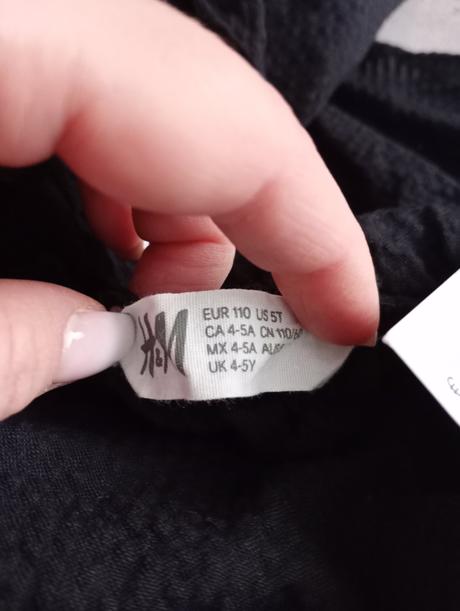 H&M
EUR 110 US 5T
CA 4-5A CN 110/
MX 4-5A
UK 4-5Y